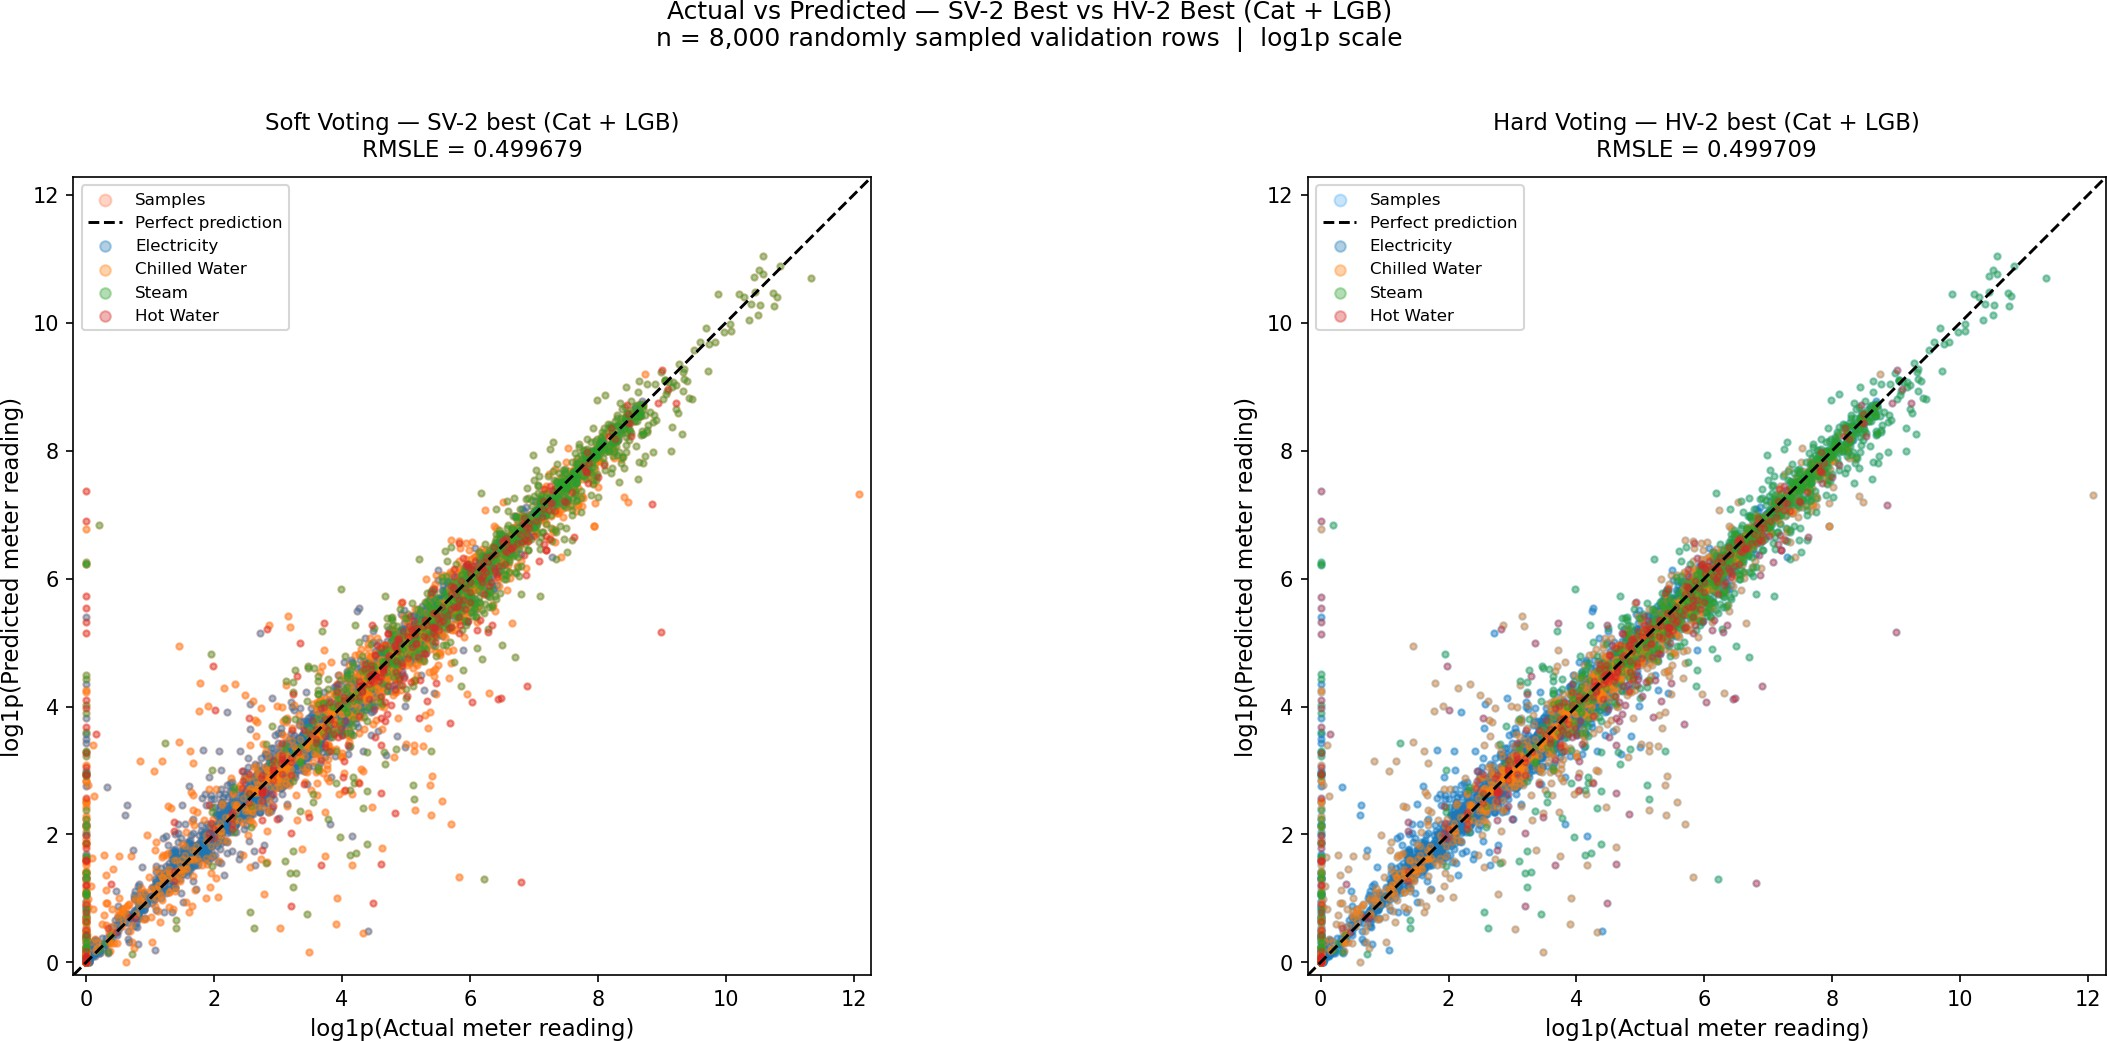 Actual vs Predicted — SV-2 Best vs HV-2 Best (Cat + LGB)
n = 8,000 randomly sampled validation rows  |  log1p scale
Soft Voting — SV-2 best (Cat + LGB)
RMSLE = 0.499679
Samples
Perfect prediction
Electricity
Chilled Water
Steam
Hot Water
log1p(Predicted meter reading)
12
10
8
6
4
2
0
0 2 4 6 8 10 12
log1p(Actual meter reading)
Hard Voting — HV-2 best (Cat + LGB)
RMSLE = 0.499709
Samples
Perfect prediction
Electricity
Chilled Water
Steam
Hot Water
log1p(Predicted meter reading)
12
10
8
6
4
2
0
0 2 4 6 8 10 12
log1p(Actual meter reading)